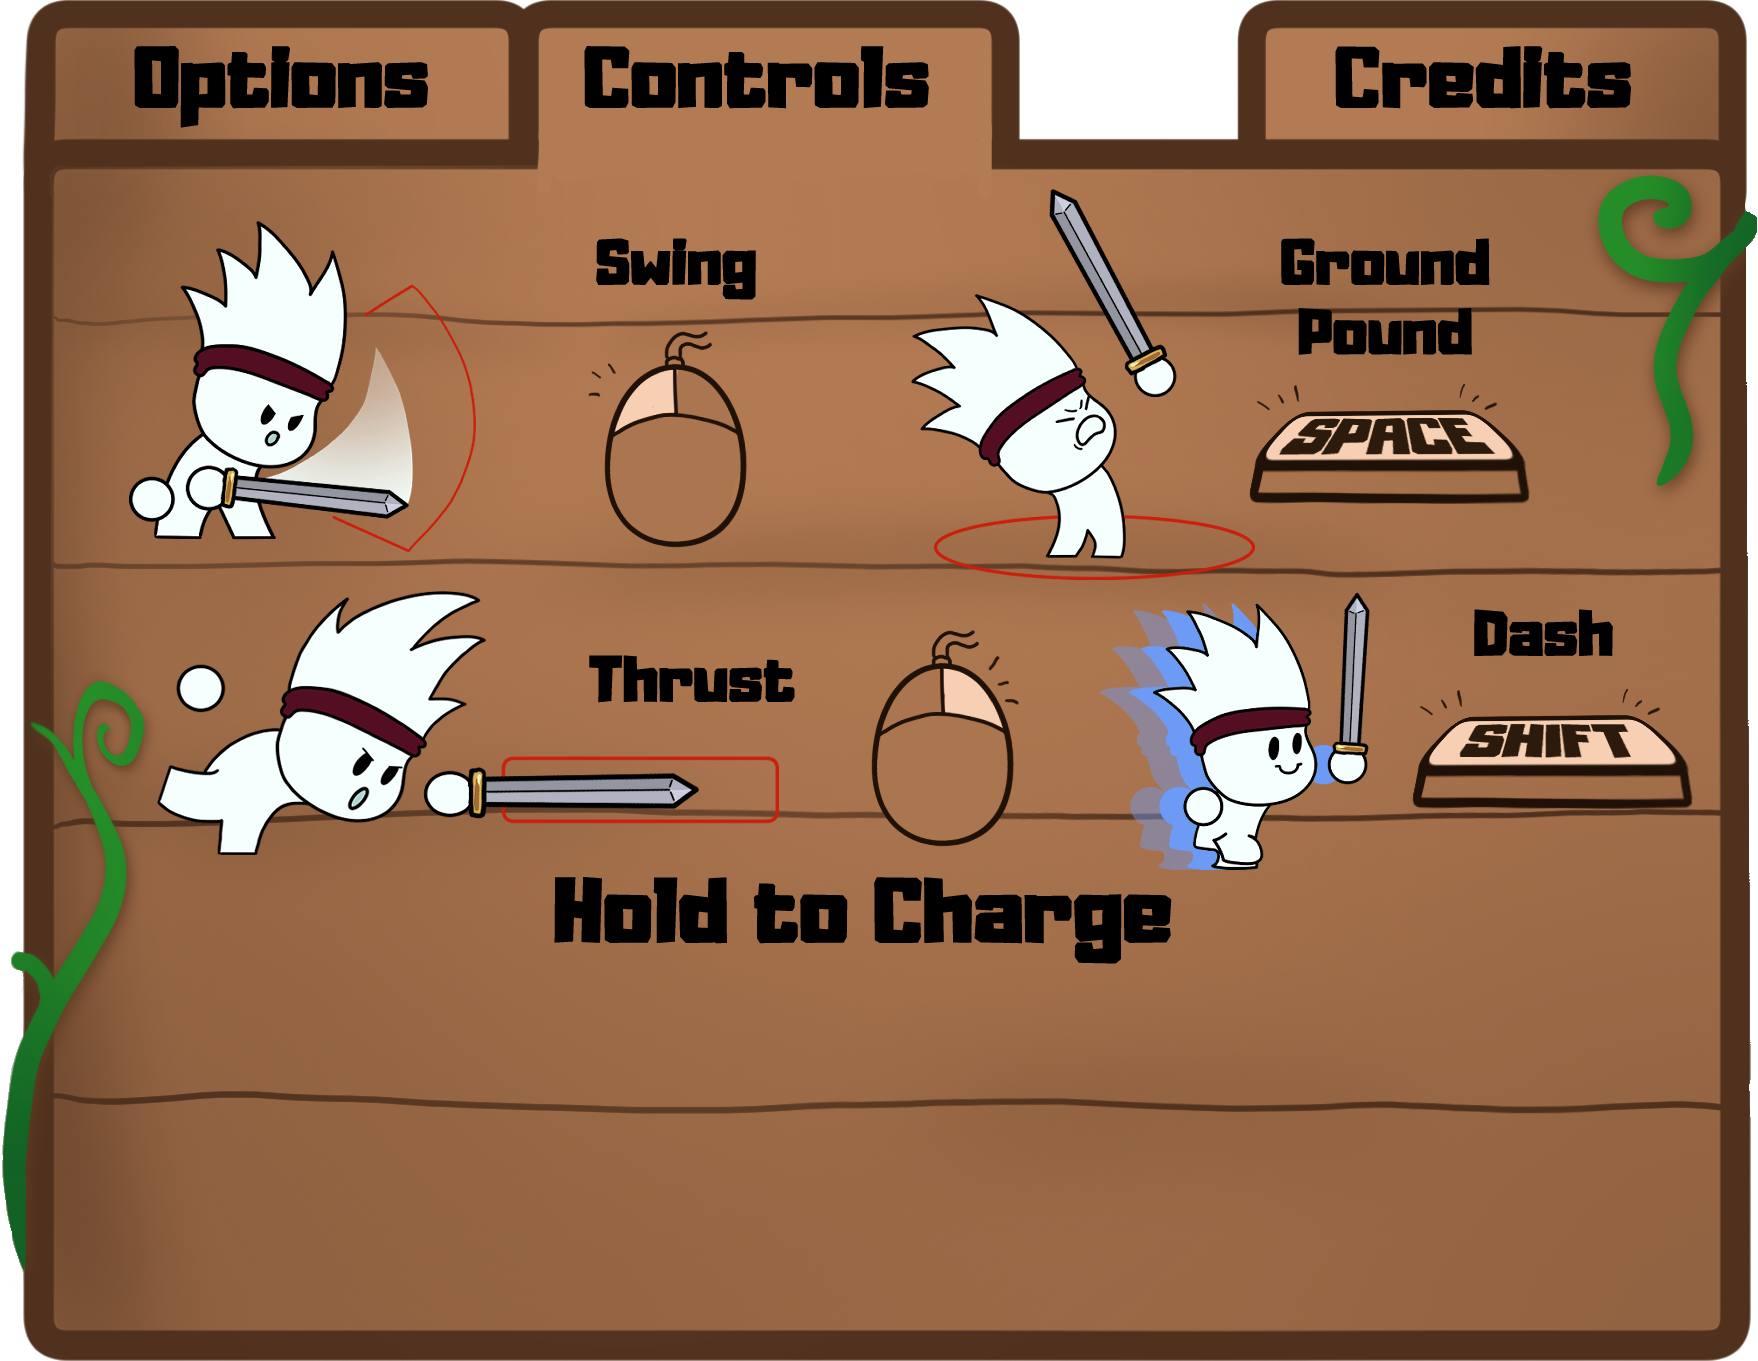 Options
Controls
Credits
Swing
Ground
Pound
SPACE
Thrust
Dash
SHIFT
Hold to Charge